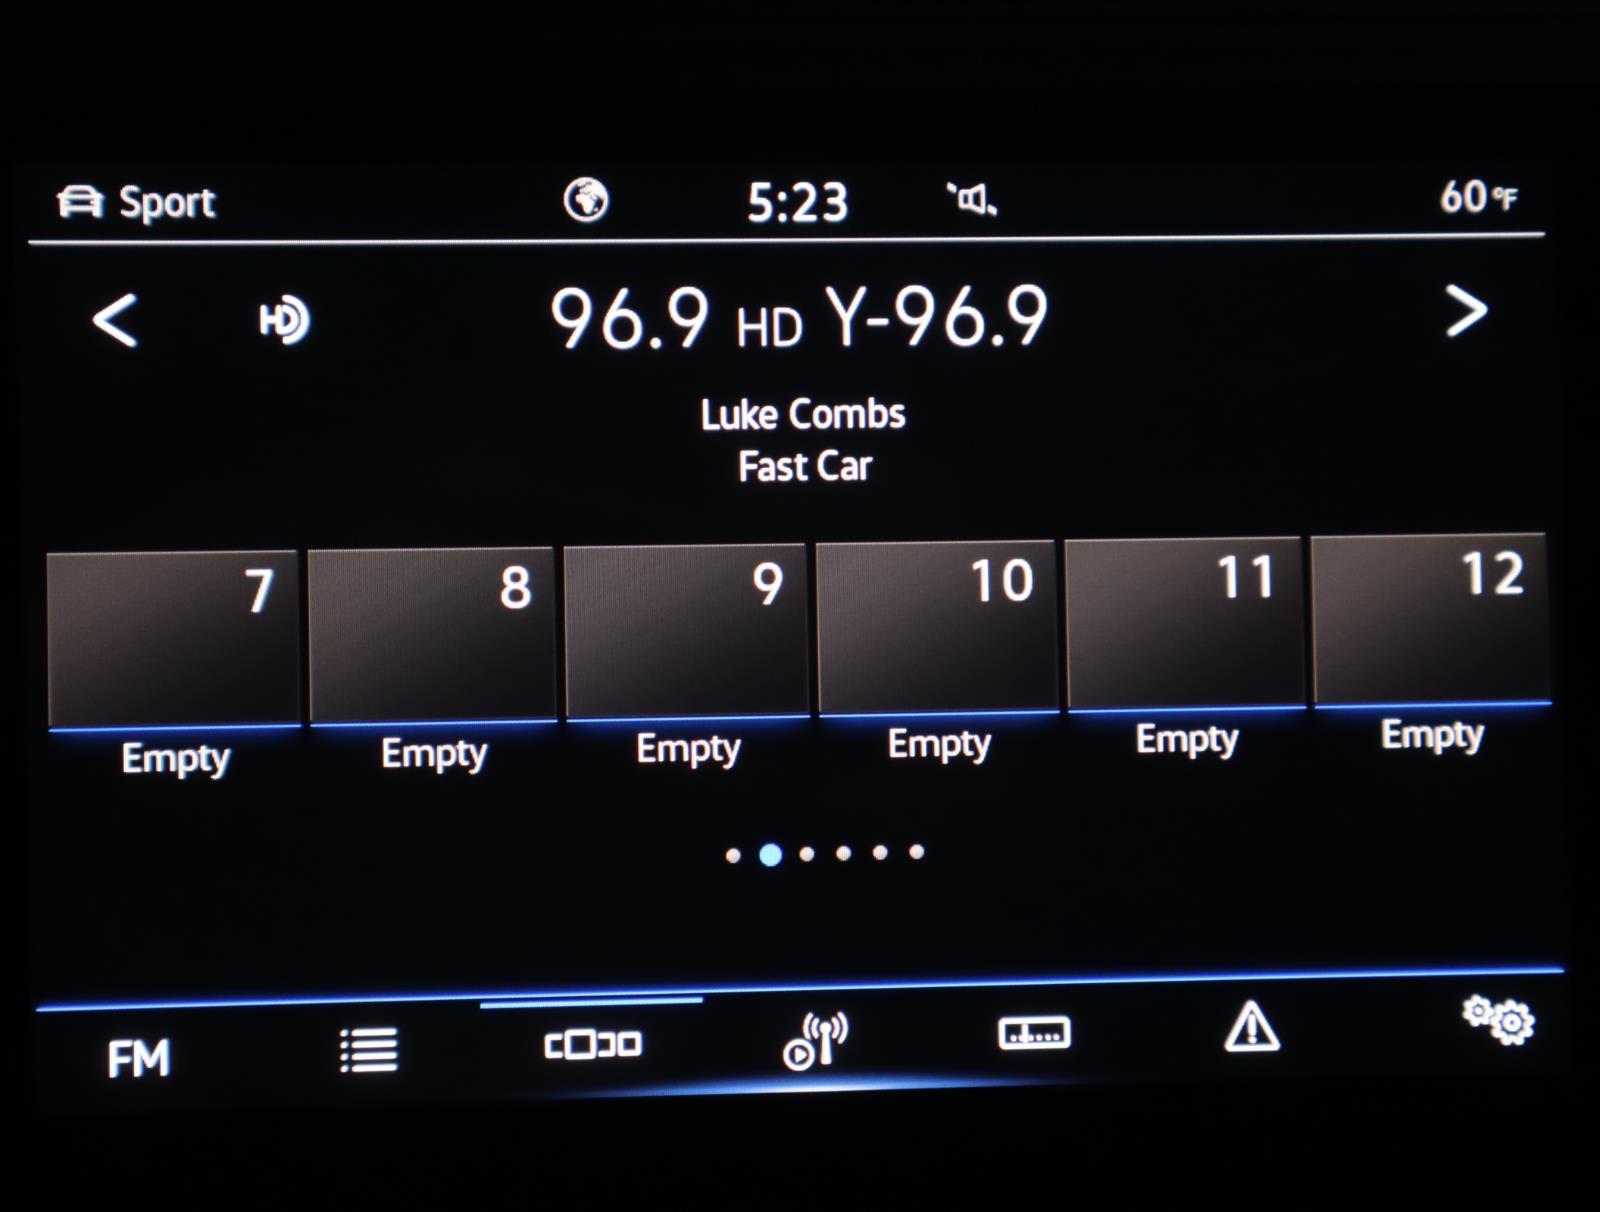 Sport 5:23 60°F
HD 96.9 HD Y-96.9
Luke Combs
Fast Car
7 8 9 10 11 12
Empty Empty Empty Empty Empty Empty
FM